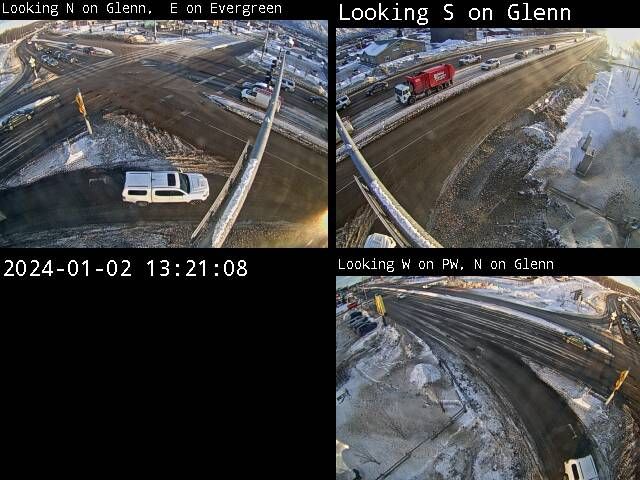 Looking N on Glenn,  E on Evergreen
Looking S on Glenn
2024-01-02 13:21:08
Looking W on PW, N on Glenn